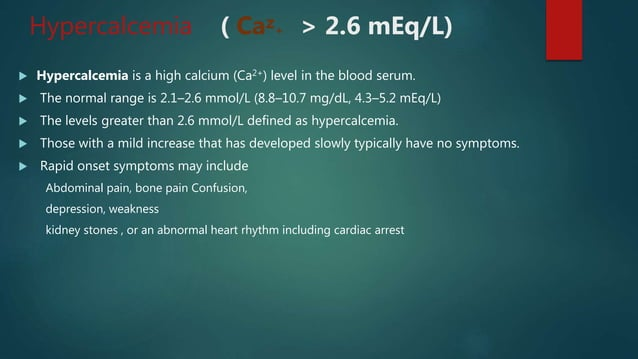 Hypercalcemia ( Ca²⁺ > 2.6 mEq/L)
Hypercalcemia is a high calcium (Ca²⁺) level in the blood serum.
The normal range is 2.1–2.6 mmol/L (8.8–10.7 mg/dL, 4.3–5.2 mEq/L)
The levels greater than 2.6 mmol/L defined as hypercalcemia.
Those with a mild increase that has developed slowly typically have no symptoms.
Rapid onset symptoms may include
Abdominal pain, bone pain Confusion,
depression, weakness
kidney stones , or an abnormal heart rhythm including cardiac arrest